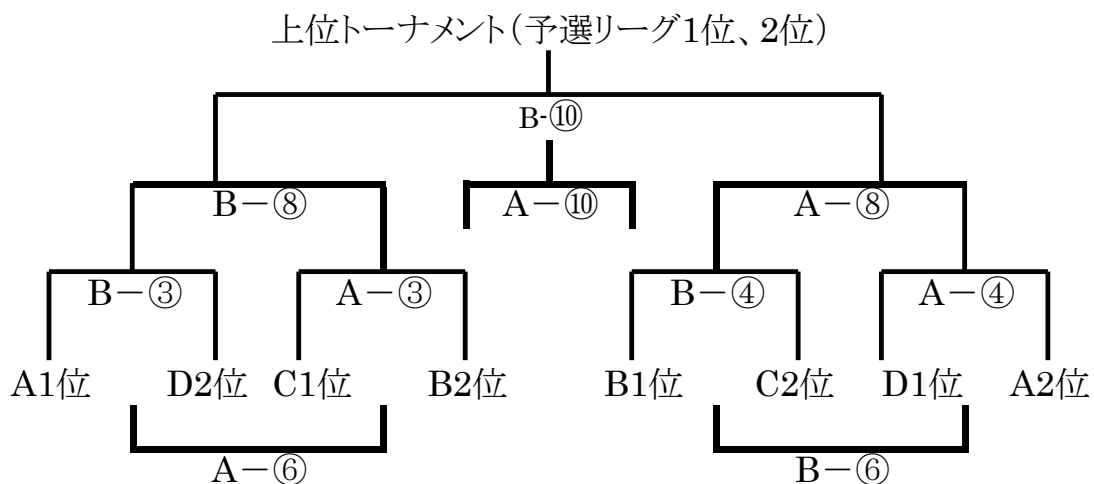 上位トーナメント(予選リーグ1位、2位)
B-⑩
B－⑧
A－⑩
A－⑧
B－③
A－③
B－④
A－④
A1位 D2位 C1位 B2位 B1位 C2位 D1位 A2位
A－⑥
B－⑥